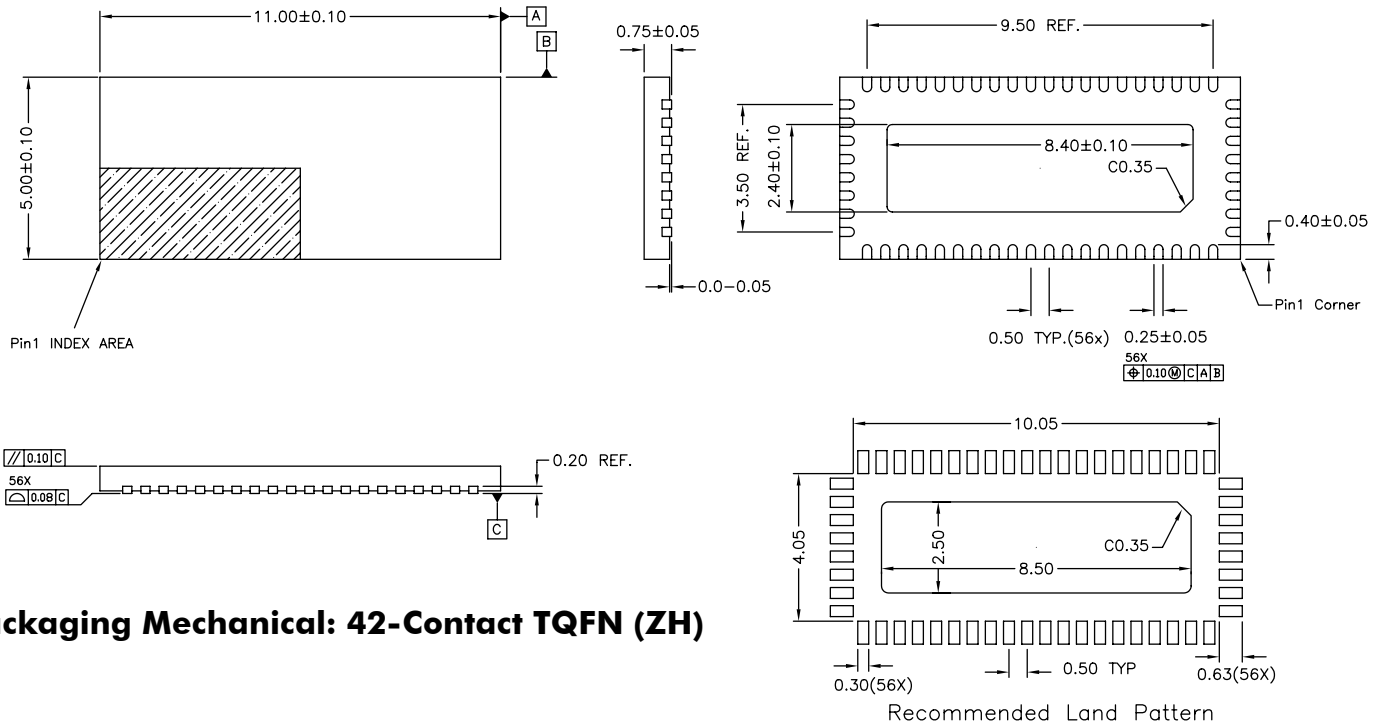 11.00±0.10
A
B
5.00±0.10
Pin1 INDEX AREA
0.75±0.05
0.0-0.05
9.50 REF.
3.50 REF.
2.40±0.10
8.40±0.10
C0.35
0.40±0.05
Pin1 Corner
0.50 TYP.(56x)
0.25±0.05
56X
⌖ 0.10 Ⓜ C A B
// 0.10 C
56X
⌓ 0.08 C
0.20 REF.
C
ackaging Mechanical: 42-Contact TQFN (ZH)
10.05
4.05
2.50
8.50
C0.35
0.30(56X)
0.50 TYP
0.63(56X)
Recommended Land Pattern